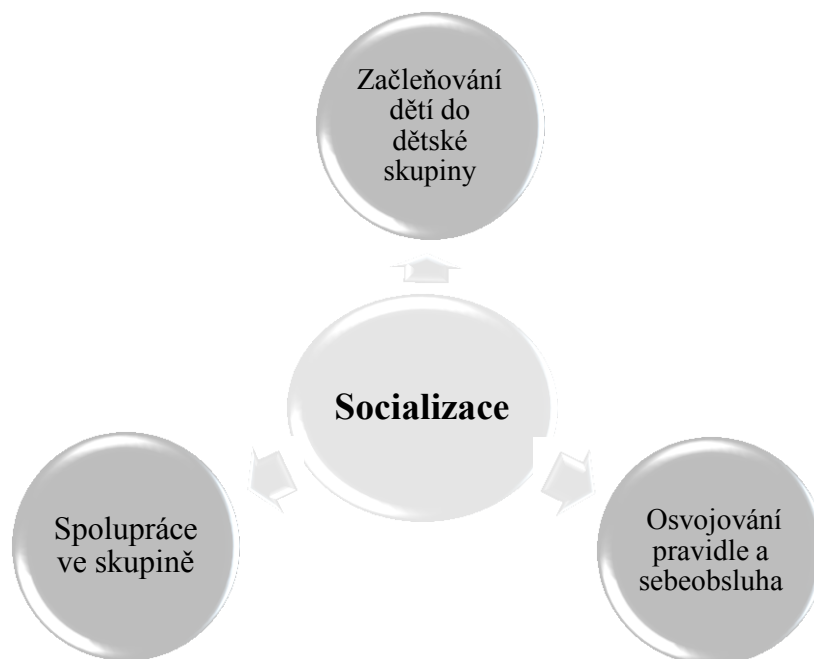 Začleňování
dětí do
dětské
skupiny
Socializace
Spolupráce
ve skupině
Osvojování
pravidle a
sebeobsluha